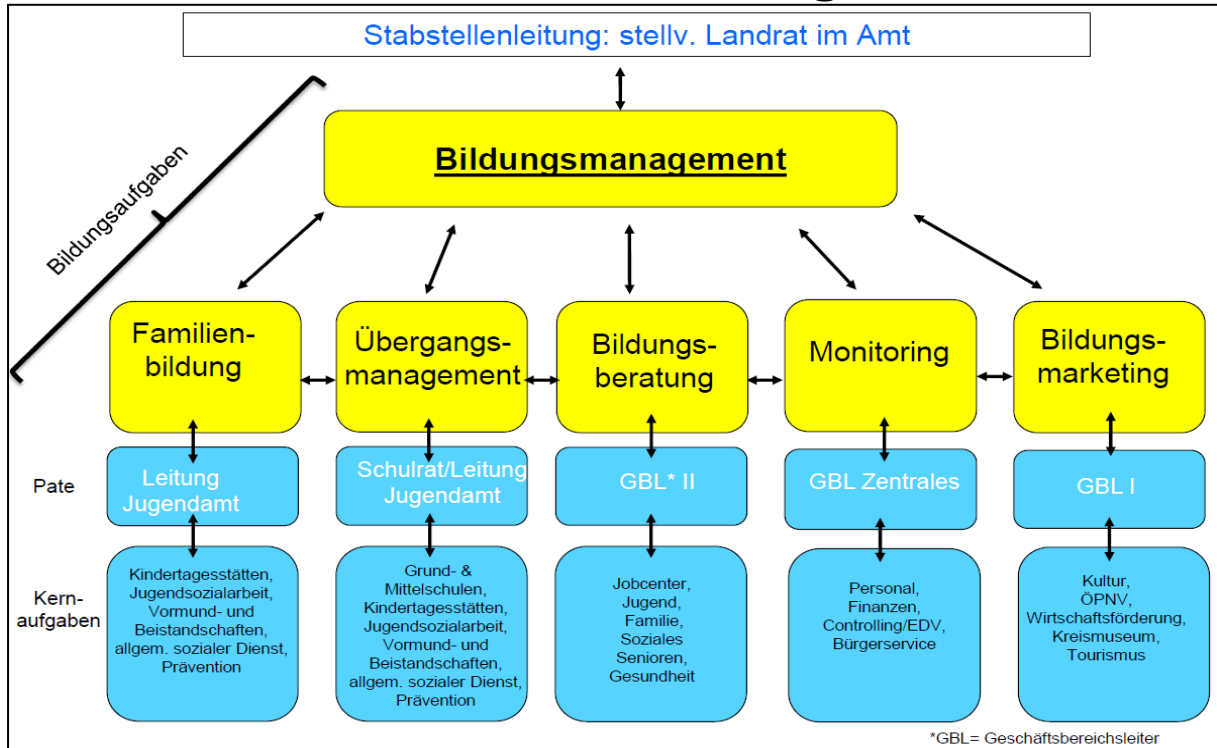 Stabstellenleitung: stellv. Landrat im Amt
Bildungsaufgaben
Bildungsmanagement
Familien-
bildung
Übergangs-
management
Bildungs-
beratung
Monitoring
Bildungs-
marketing
Pate
Leitung
Jugendamt
Schulrat/Leitung
Jugendamt
GBL* II
GBL Zentrales
GBL I
Kern-
aufgaben
Kindertagesstätten,
Jugendsozialarbeit,
Vormund- und
Beistandschaften,
allgem. sozialer Dienst,
Prävention
Grund- &
Mittelschulen,
Kindertagesstätten,
Jugendsozialarbeit,
Vormund- und
Beistandschaften,
allgem. sozialer Dienst,
Prävention
Jobcenter,
Jugend,
Familie,
Soziales
Senioren,
Gesundheit
Personal,
Finanzen,
Controlling/EDV,
Bürgerservice
Kultur,
ÖPNV,
Wirtschaftsförderung,
Kreismuseum,
Tourismus
*GBL= Geschäftsbereichsleiter